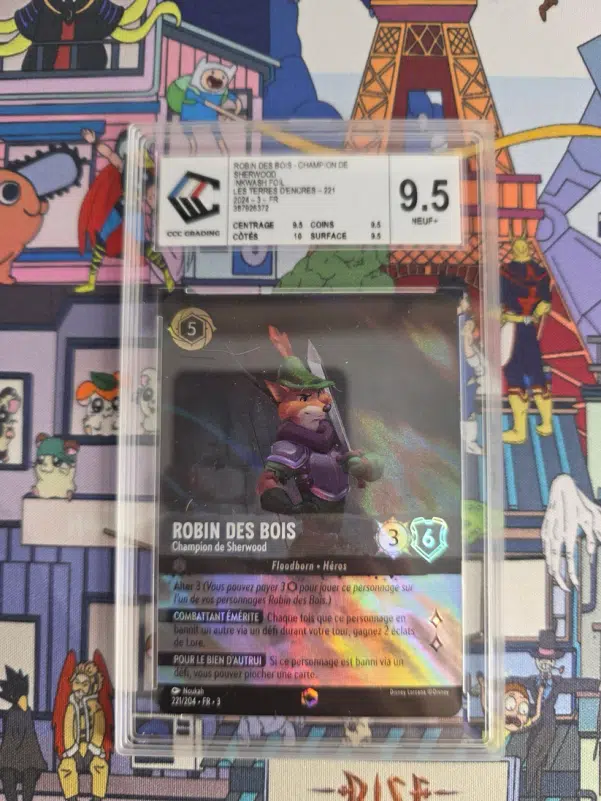 ROBIN DES BOIS - CHAMPION DE
SHERWOOD
INKWASH FOIL
LES TERRES D'ENCRES - 221
2024 - 3 - FR
CENTRAGE 9.5 COINS 9.5
CÔTÉS 10 SURFACE 9.5
CCC GRADING
9.5
NEUF+
5
ROBIN DES BOIS
Champion de Sherwood
3
6
Floodborn • Héros
Alter 3 (Vous pouvez payer 3 pour jouer ce personnage sur
l'un de vos personnages Robin des Bois.)
COMBATTANT ÉMÉRITE Chaque fois que ce personnage en
bannit un autre via un défi durant votre tour, gagnez 2 éclats
de Lore.
POUR LE BIEN D'AUTRUI Si ce personnage est banni via un
défi, vous pouvez piocher une carte.
Noukah
221/204 • FR • 3
Disney Lorcana ©Disney